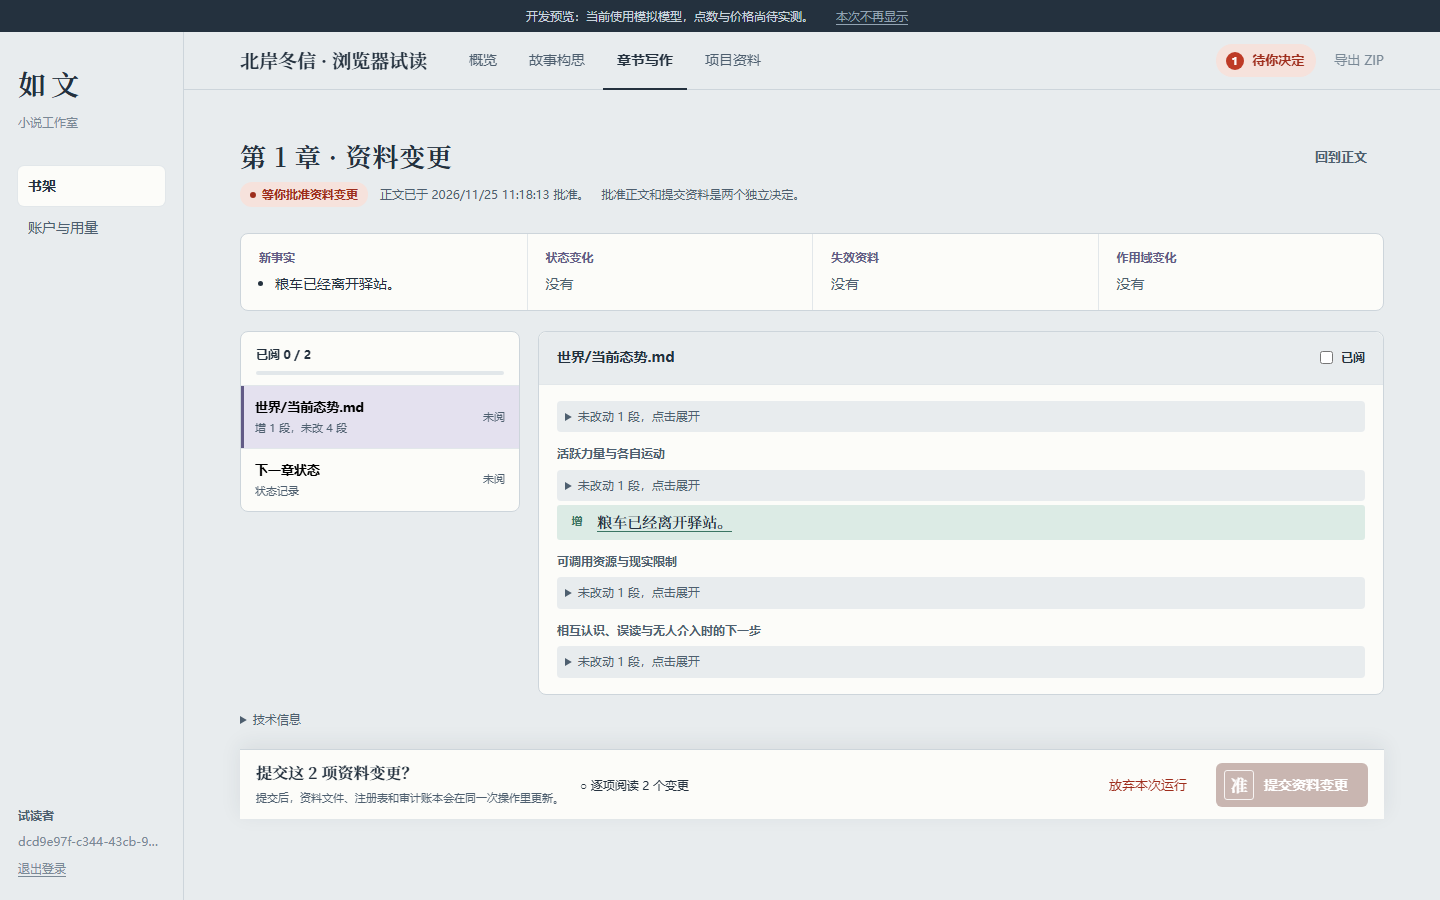 开发预览：当前使用模拟模型，点数与价格尚待实测。 本次不再显示
如文
小说工作室
书架
账户与用量
试读者
dcd9e97f-c344-43cb-9...
退出登录
北岸冬信 · 浏览器试读 概览 故事构思 章节写作 项目资料 1 待你决定 导出 ZIP
第 1 章 · 资料变更 回到正文
等你批准资料变更 正文已于 2026/11/25 11:18:13 批准。 批准正文和提交资料是两个独立决定。
新事实
粮车已经离开驿站。
状态变化
没有
失效资料
没有
作用域变化
没有
已阅 0 / 2
世界/当前态势.md
增 1 段，未改 4 段
未阅
下一章状态
状态记录
未阅
世界/当前态势.md 已阅
未改动 1 段，点击展开
活跃力量与各自运动
未改动 1 段，点击展开
增 粮车已经离开驿站。
可调用资源与现实限制
未改动 1 段，点击展开
相互认识、误读与无人介入时的下一步
未改动 1 段，点击展开
技术信息
提交这 2 项资料变更？
提交后，资料文件、注册表和审计账本会在同一次操作里更新。
○ 逐项阅读 2 个变更
放弃本次运行
准 提交资料变更